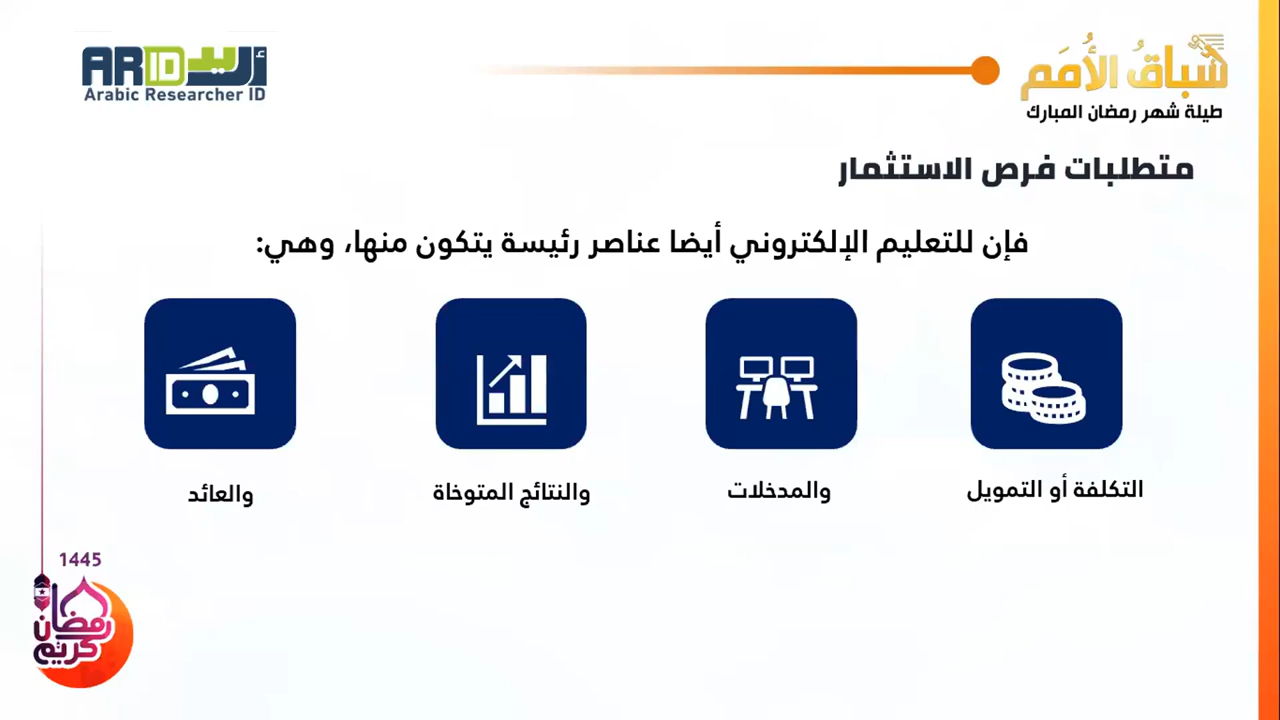 ARID أريد
Arabic Researcher ID
سباقُ الأُمَم
طيلة شهر رمضان المبارك
متطلبات فرص الاستثمار
فإن للتعليم الإلكتروني أيضا عناصر رئيسة يتكون منها، وهي:
التكلفة أو التمويل
والمدخلات
والنتائج المتوخاة
والعائد
1445
رمضان
كريم